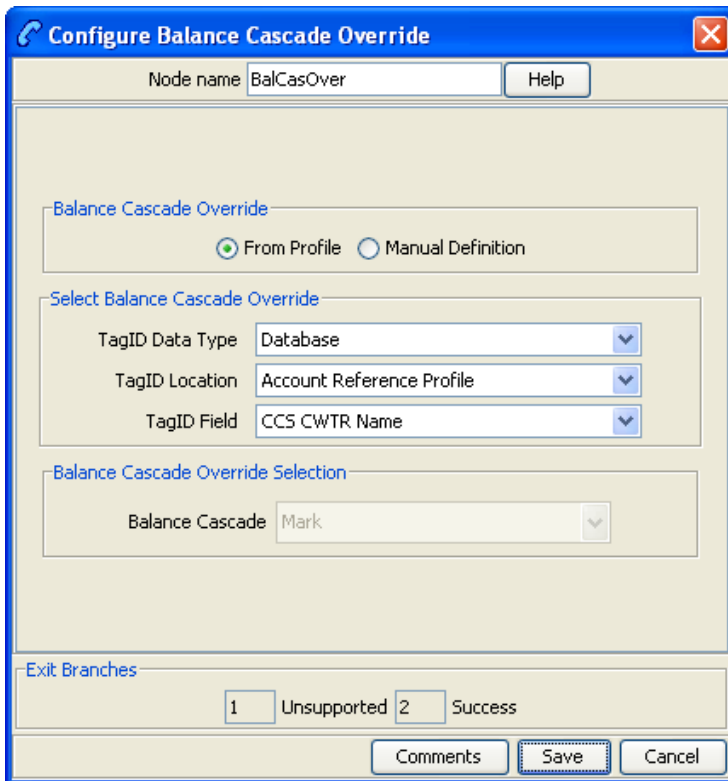 Configure Balance Cascade Override
Node name BalCasOver Help
Balance Cascade Override
From Profile Manual Definition
Select Balance Cascade Override
TagID Data Type Database
TagID Location Account Reference Profile
TagID Field CCS CWTR Name
Balance Cascade Override Selection
Balance Cascade Mark
Exit Branches
1 Unsupported 2 Success
Comments Save Cancel